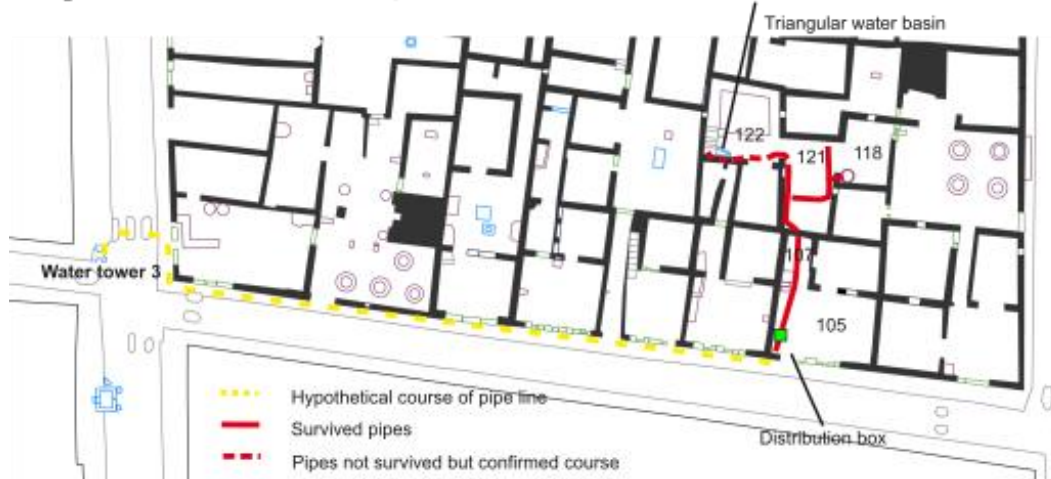 Triangular water basin
122
121
118
107
Water tower 3
105
Hypothetical course of pipe line
Distribution box
Survived pipes
Pipes not survived but confirmed course